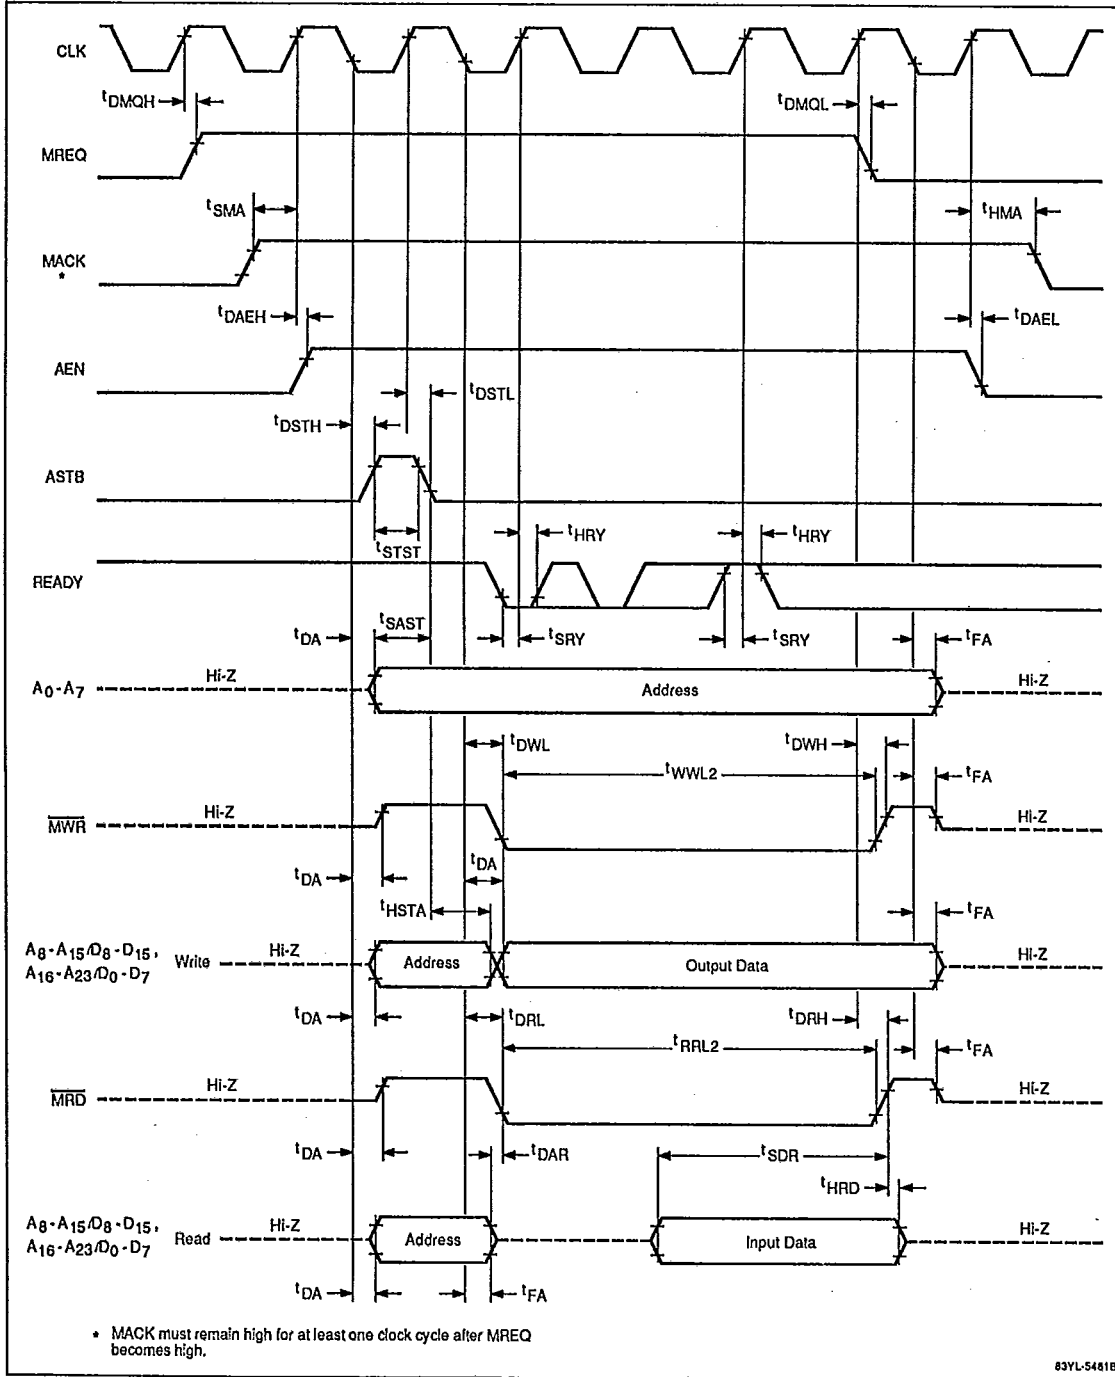 CLK
tDMQH
tDMQL
MREQ
tSMA
tHMA
MACK
*
tDAEH
tDAEL
AEN
tDSTL
tDSTH
ASTB
tSTST
tHRY
tHRY
READY
tDA
tSAST
tSRY
tSRY
tFA
A0-A7
Hi-Z
Address
Hi-Z
tDWL
tDWH
tWWL2
tFA
MWR
Hi-Z
Hi-Z
tDA
tDA
tHSTA
tFA
A8-A15/D8-D15,
A16-A23/D0-D7
Write
Hi-Z
Address
Output Data
Hi-Z
tDA
tDRL
tDRH
tRRL2
tFA
MRD
Hi-Z
Hi-Z
tDA
tDAR
tSDR
tHRD
A8-A15/D8-D15,
A16-A23/D0-D7
Read
Hi-Z
Address
Input Data
Hi-Z
tDA
tFA
* MACK must remain high for at least one clock cycle after MREQ
becomes high.
83YL-5481B